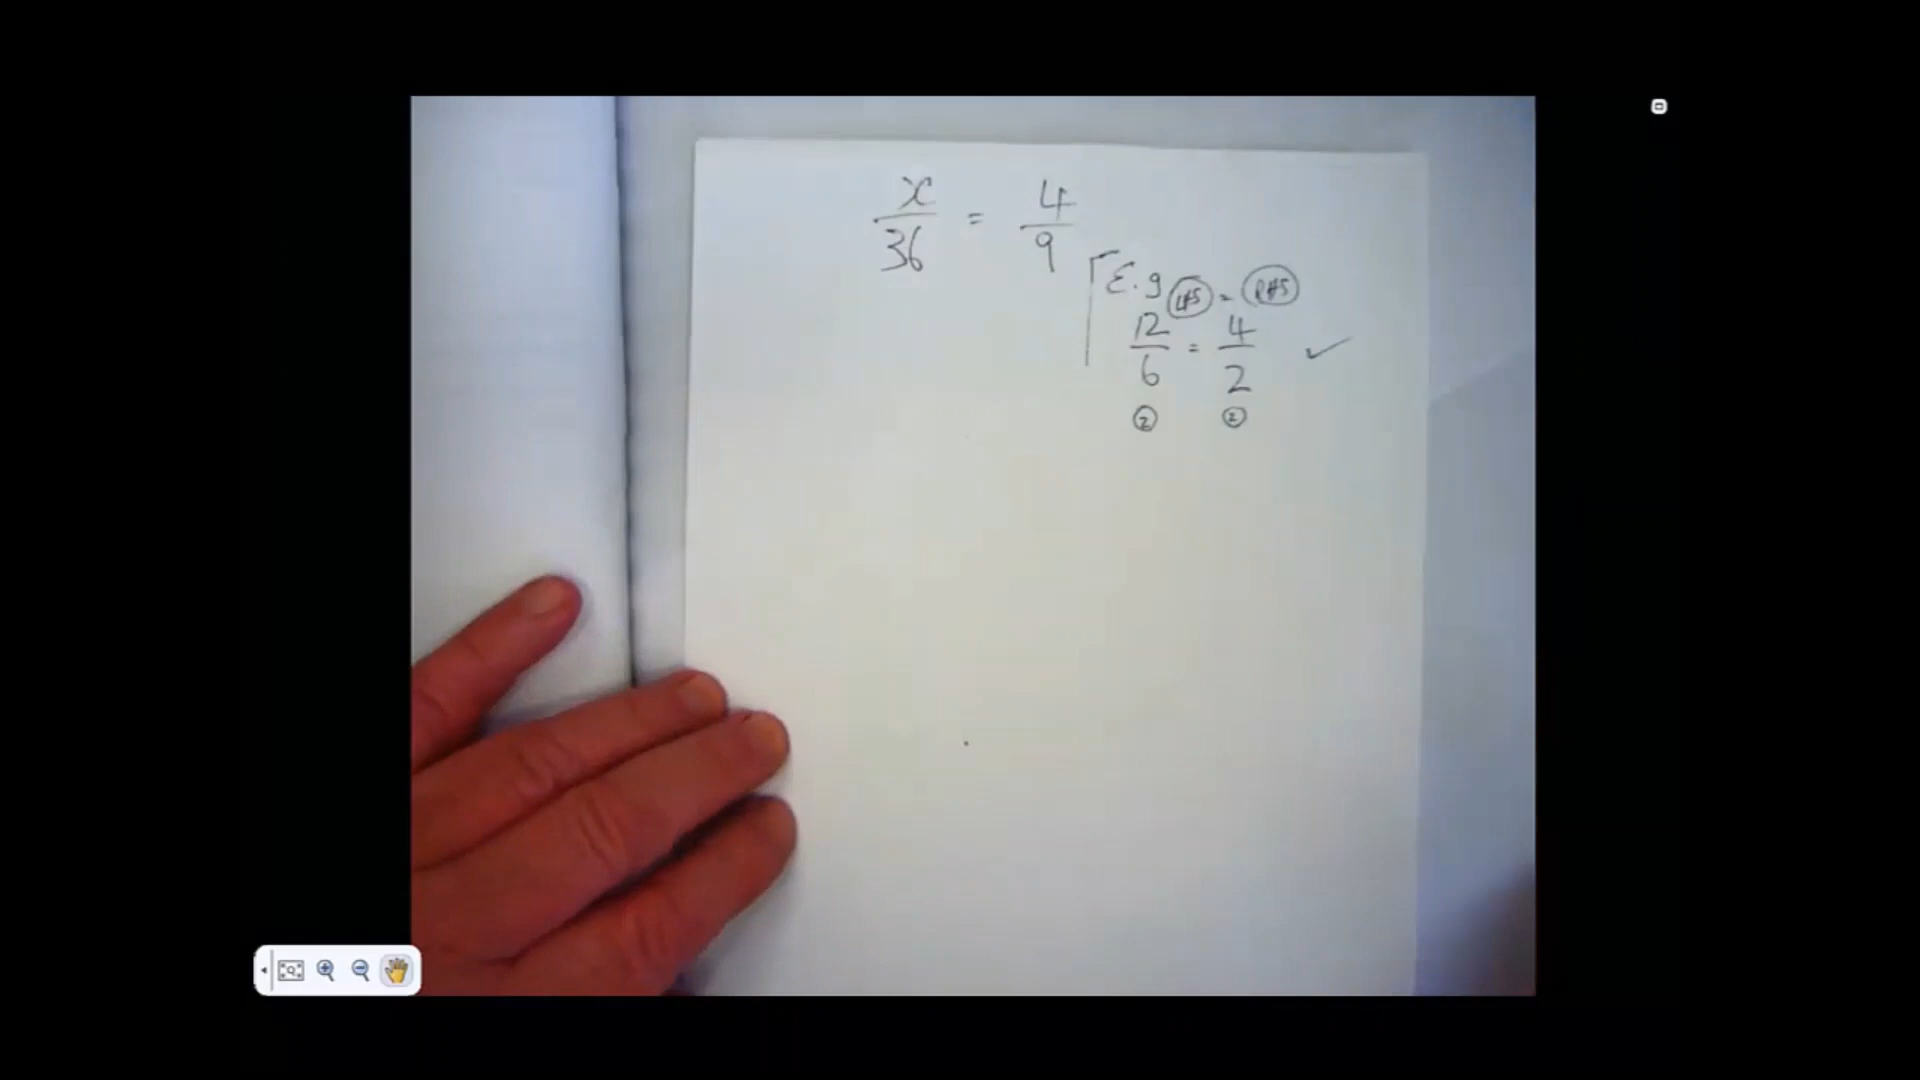 x/36 = 4/9
E.g LHS = RHS
12/6 = 4/2 ✓
2 2